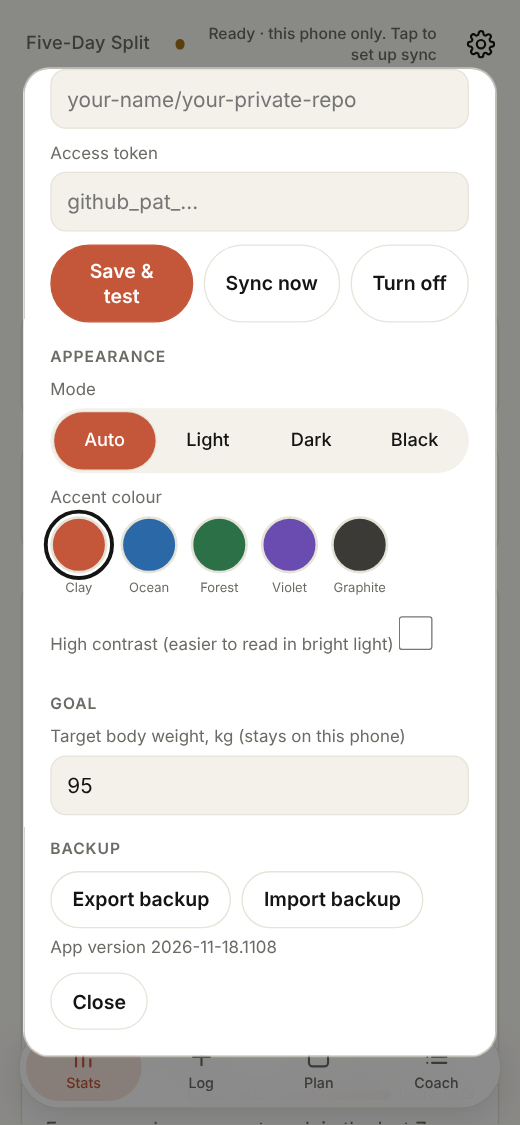 Five-Day Split
Ready · this phone only. Tap to
set up sync
your-name/your-private-repo
Access token
github_pat_...
Save &
test
Sync now
Turn off
APPEARANCE
Mode
Auto
Light
Dark
Black
Accent colour
Clay
Ocean
Forest
Violet
Graphite
High contrast (easier to read in bright light)
GOAL
Target body weight, kg (stays on this phone)
95
BACKUP
Export backup
Import backup
App version 2026-11-18.1108
Close
Stats
Log
Plan
Coach